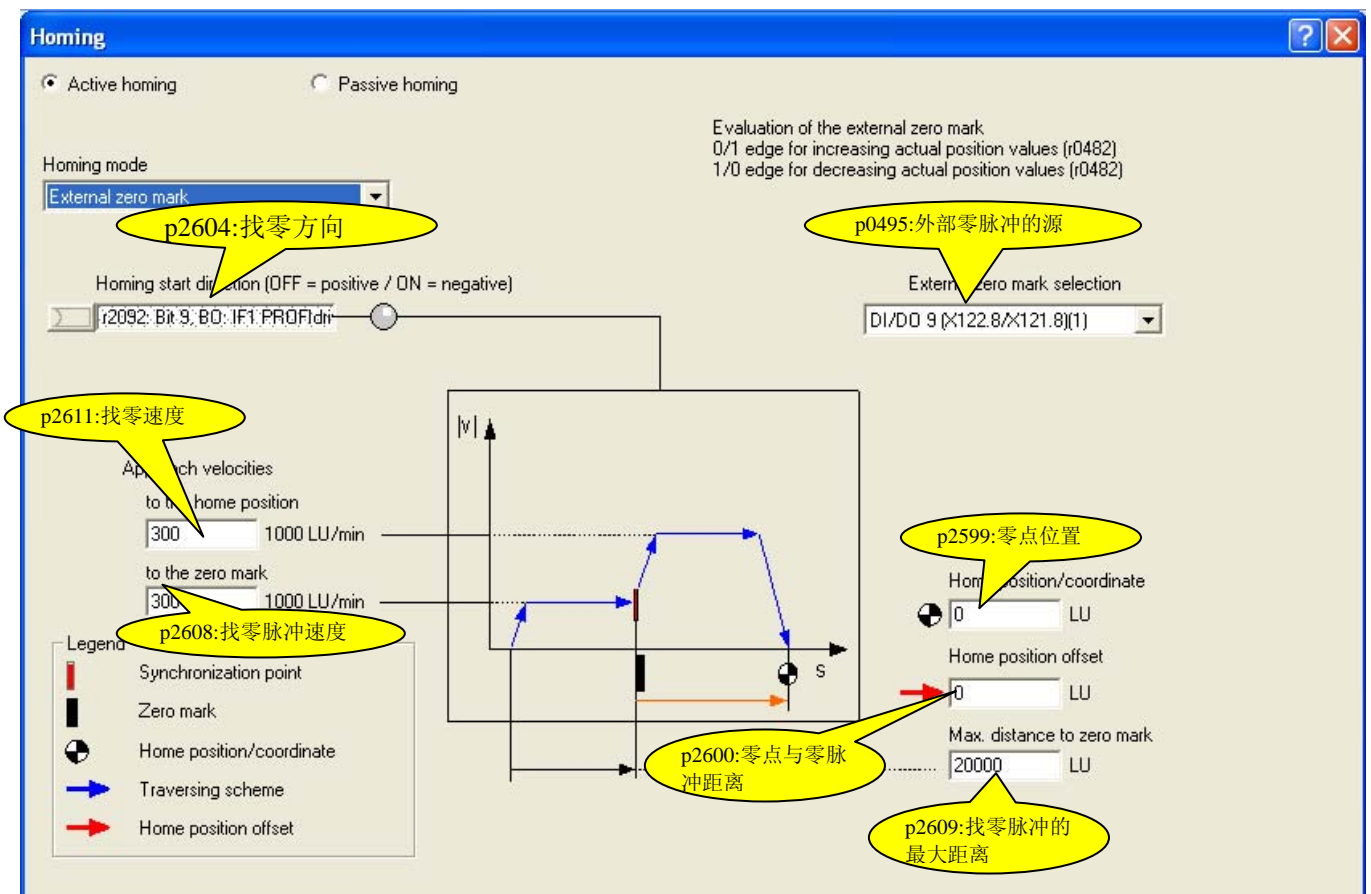 Homing
Active homing
Passive homing
Evaluation of the external zero mark
0/1 edge for increasing actual position values (r0482)
1/0 edge for decreasing actual position values (r0482)
Homing mode
External zero mark
p2604:找零方向
p0495:外部零脉冲的源
Homing start direction (OFF = positive / ON = negative)
External zero mark selection
r2092: Bit 9, BO: IF1 PROFIdri
DI/DO 9 (X122.8/X121.8)(1)
p2611:找零速度
|v|
Approach velocities
to the home position
300 1000 LU/min
p2599:零点位置
to the zero mark
Home position/coordinate
300 1000 LU/min
0 LU
p2608:找零脉冲速度
Legend
Synchronization point
S
Home position offset
0 LU
Zero mark
Max. distance to zero mark
Home position/coordinate
p2600:零点与零脉
冲距离
20000 LU
Traversing scheme
Home position offset
p2609:找零脉冲的
最大距离